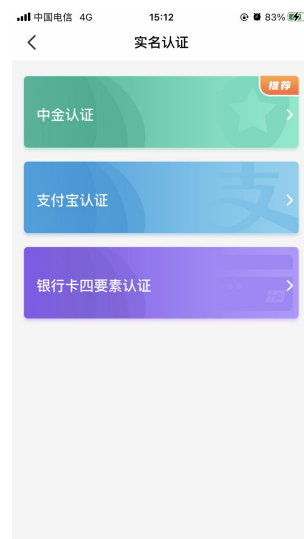 中国电信 4G 15:12 83%
实名认证
推荐
中金认证
支付宝认证
支
银行卡四要素认证